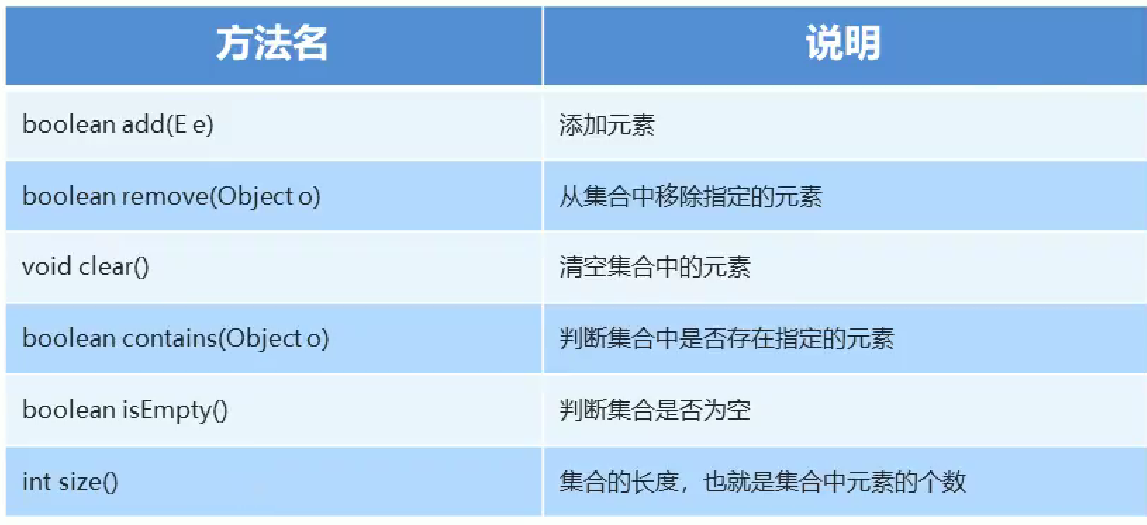 方法名 说明
boolean add(E e) 添加元素
boolean remove(Object o) 从集合中移除指定的元素
void clear() 清空集合中的元素
boolean contains(Object o) 判断集合中是否存在指定的元素
boolean isEmpty() 判断集合是否为空
int size() 集合的长度，也就是集合中元素的个数